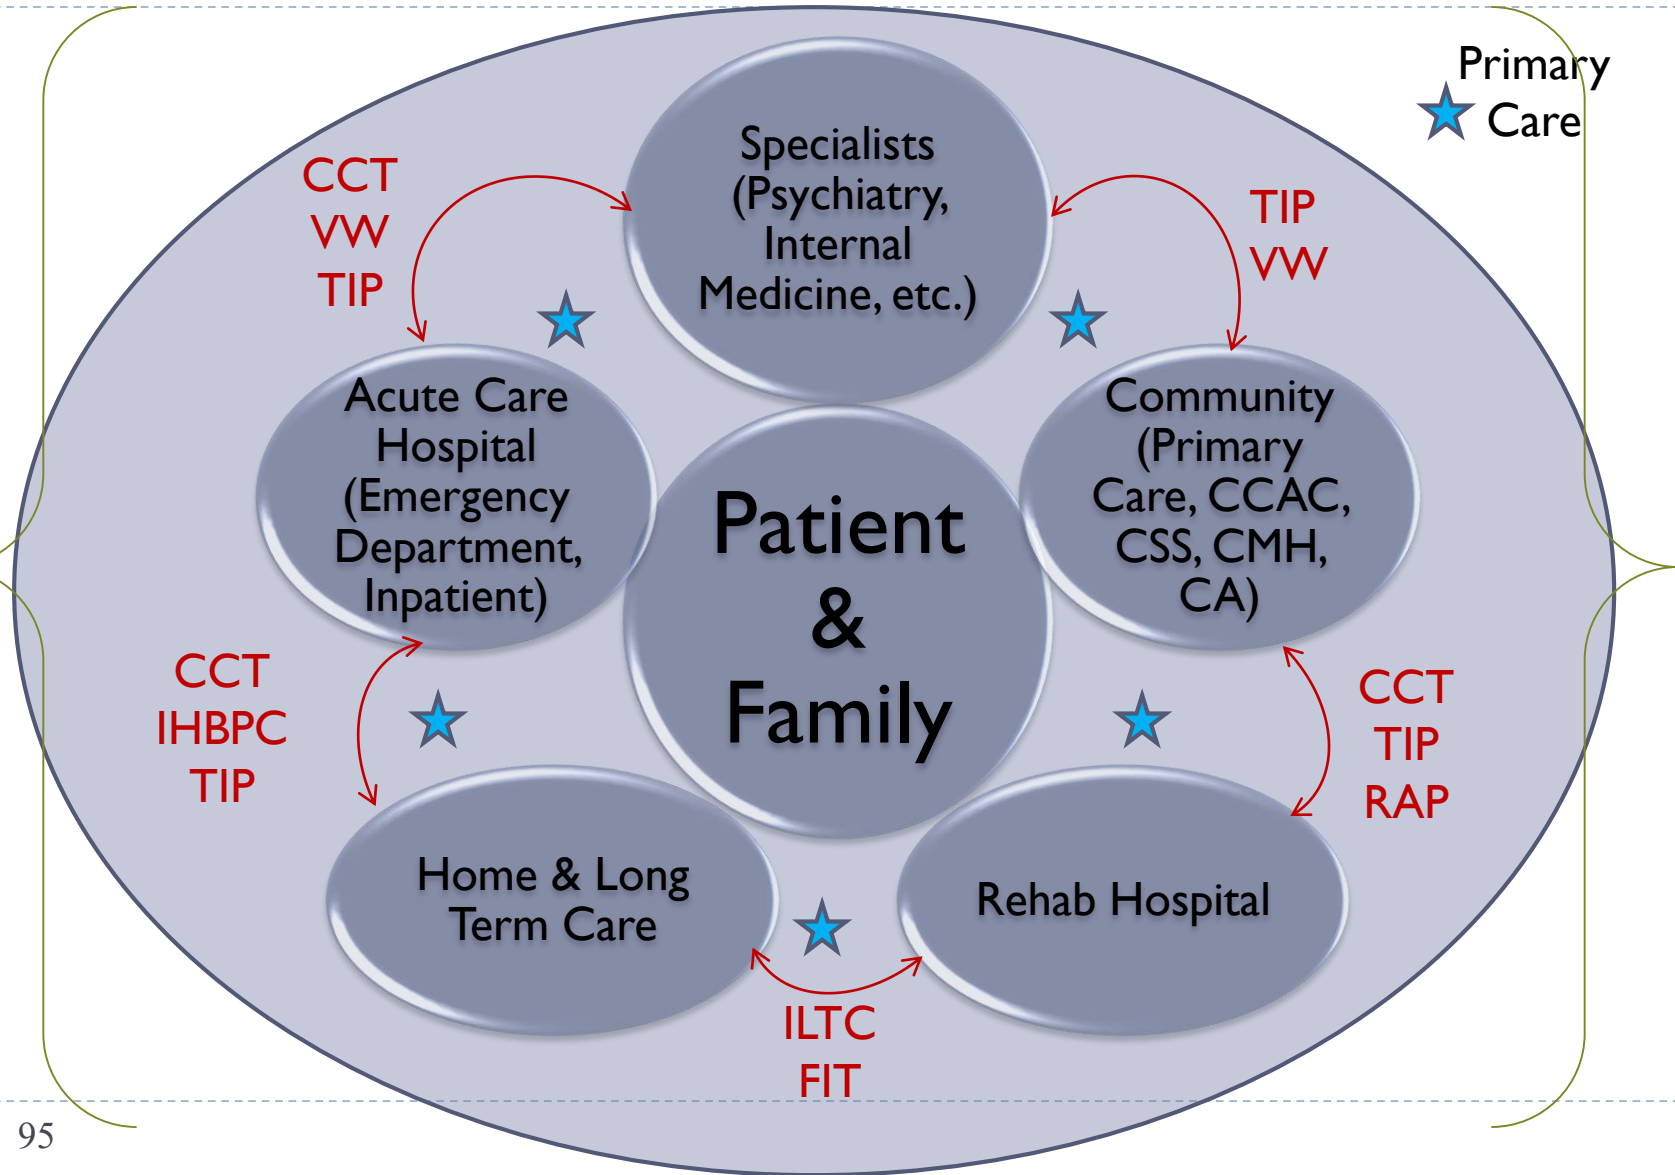 Primary
Care
Specialists
(Psychiatry,
Internal
Medicine, etc.)
CCT
VW
TIP
TIP
VW
Acute Care
Hospital
(Emergency
Department,
Inpatient)
Community
(Primary
Care, CCAC,
CSS, CMH,
CA)
Patient
&
Family
CCT
IHBPC
TIP
CCT
TIP
RAP
Home & Long
Term Care
Rehab Hospital
ILTC
FIT
95